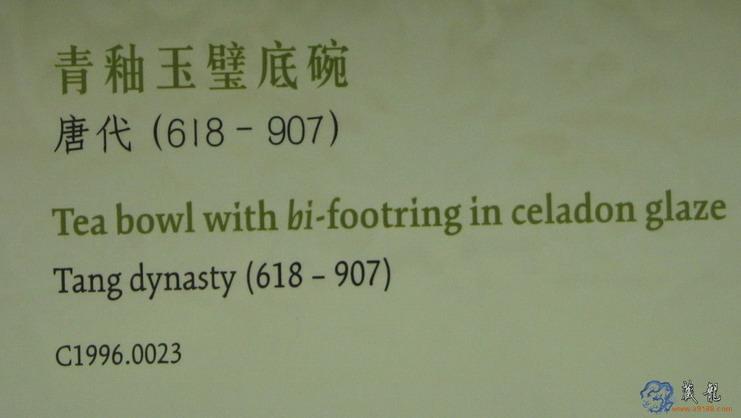 青釉玉璧底碗
唐代 (618 – 907)
Tea bowl with bi-footring in celadon glaze
Tang dynasty (618 – 907)
C1996.0023